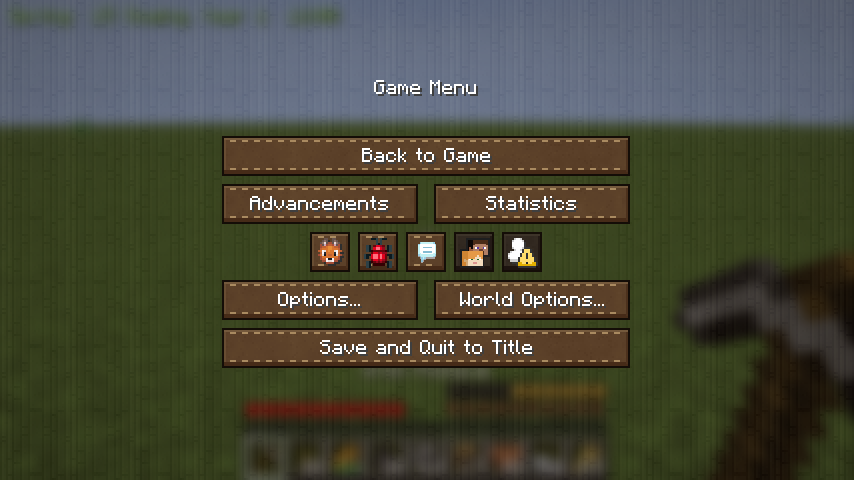 Game Menu
Back to Game
Advancements
Statistics
Options...
World Options...
Save and Quit to Title